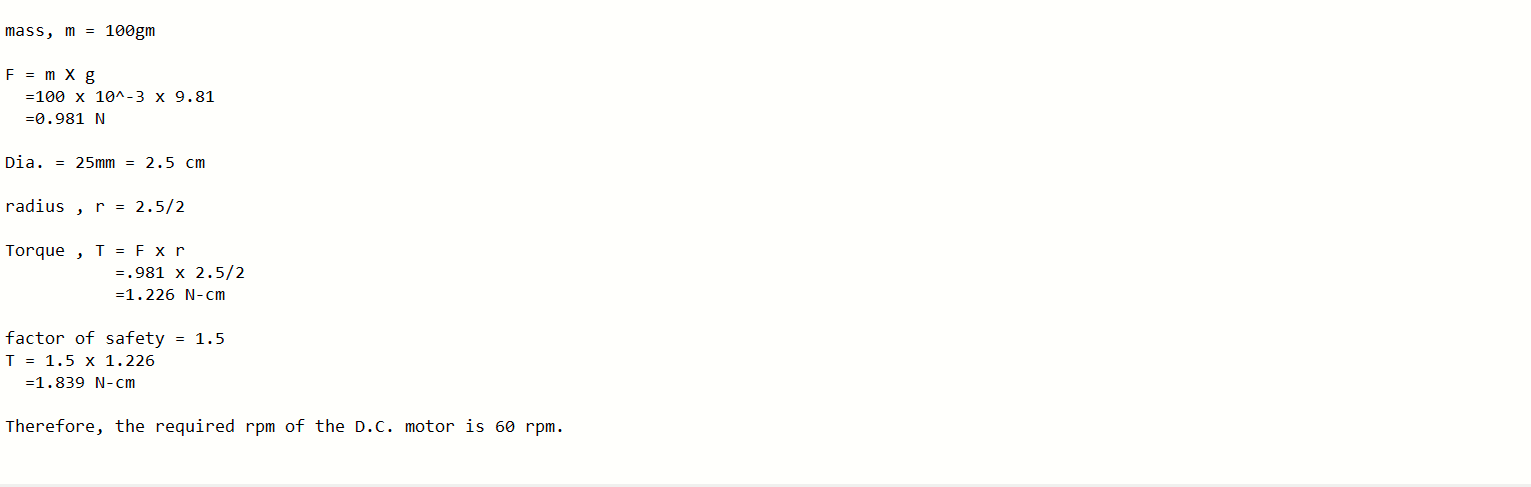 mass, m = 100gm
F = m X g
=100 x 10^-3 x 9.81
=0.981 N
Dia. = 25mm = 2.5 cm
radius , r = 2.5/2
Torque , T = F x r
=.981 x 2.5/2
=1.226 N-cm
factor of safety = 1.5
T = 1.5 x 1.226
=1.839 N-cm
Therefore, the required rpm of the D.C. motor is 60 rpm.